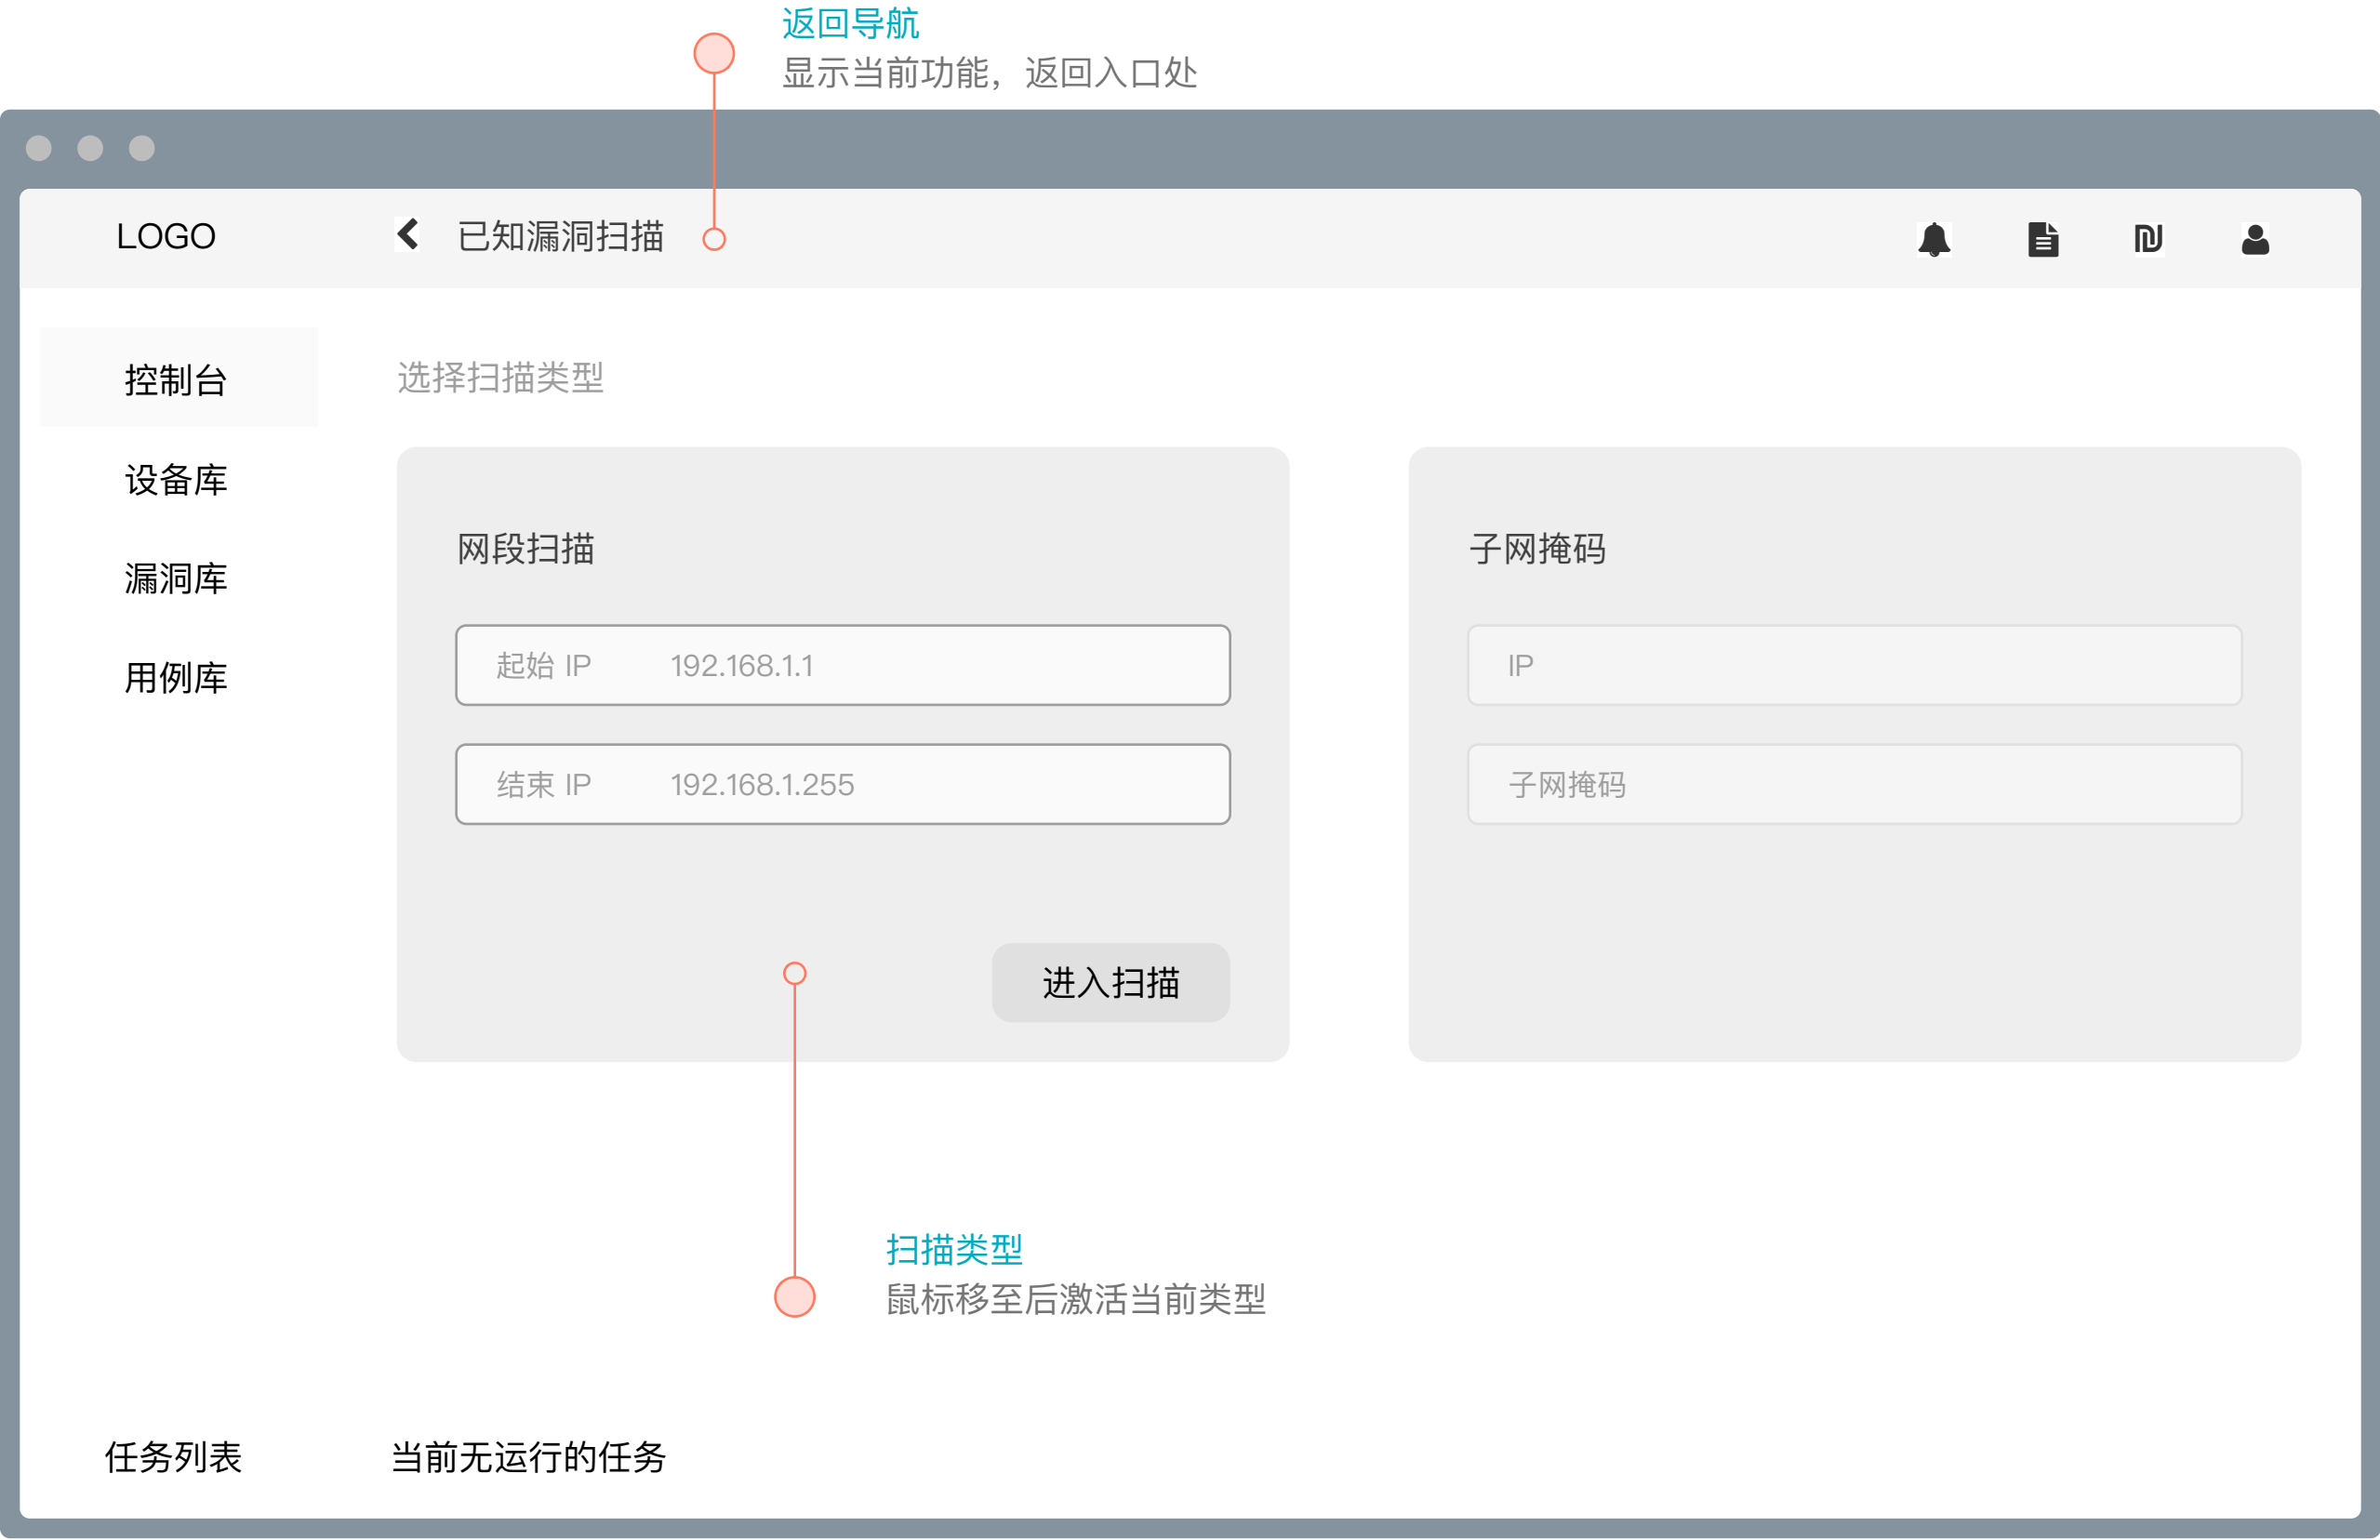 返回导航
显示当前功能，返回入口处
LOGO
已知漏洞扫描
控制台
设备库
漏洞库
用例库
选择扫描类型
网段扫描
起始 IP 192.168.1.1
结束 IP 192.168.1.255
进入扫描
子网掩码
IP
子网掩码
扫描类型
鼠标移至后激活当前类型
任务列表 当前无运行的任务